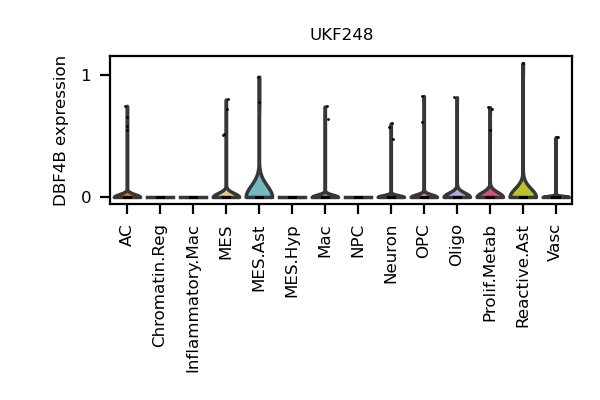 UKF248
DBF4B expression
1
0
AC
Chromatin.Reg
Inflammatory.Mac
MES
MES.Ast
MES.Hyp
Mac
NPC
Neuron
OPC
Oligo
Prolif.Metab
Reactive.Ast
Vasc